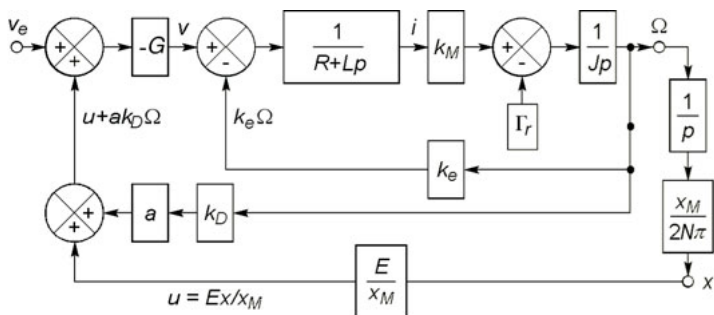 v_e
+
+
-G
v
+
-
1
R+Lp
i
k_M
+
-
1
Jp
Ω
u+ak_DΩ
k_eΩ
Γ_r
1
p
k_e
+
+
a
k_D
x_M
2Nπ
E
x_M
x
u = Ex/x_M